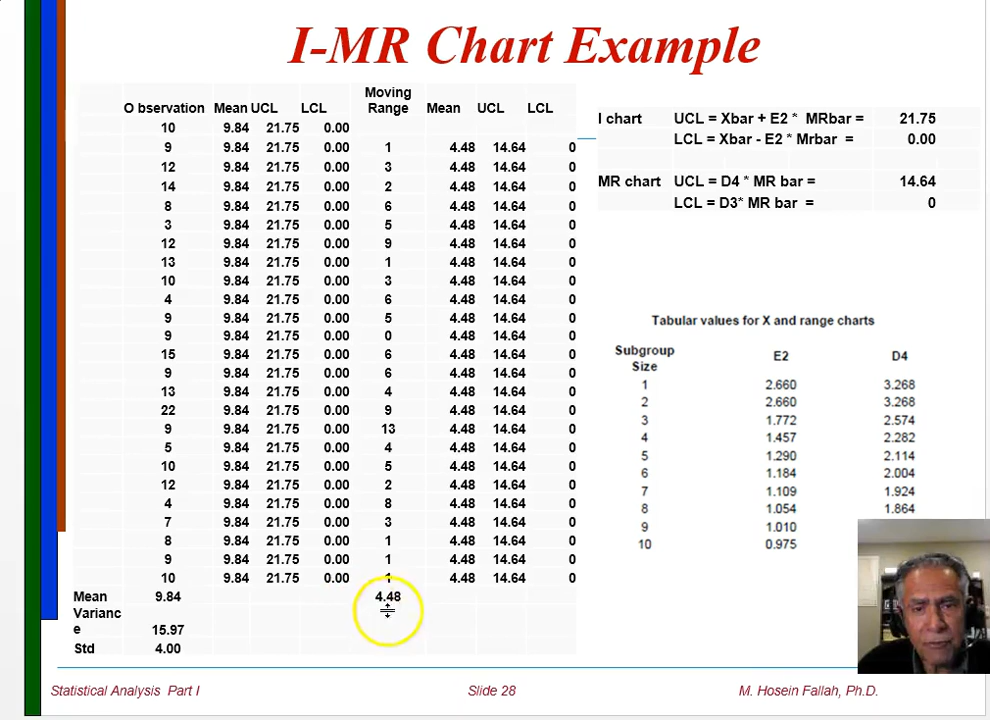 I-MR Chart Example
Moving
O bservation Mean UCL LCL Range Mean UCL LCL
10 9.84 21.75 0.00
9 9.84 21.75 0.00 1 4.48 14.64 0
12 9.84 21.75 0.00 3 4.48 14.64 0
14 9.84 21.75 0.00 2 4.48 14.64 0
8 9.84 21.75 0.00 6 4.48 14.64 0
3 9.84 21.75 0.00 5 4.48 14.64 0
12 9.84 21.75 0.00 9 4.48 14.64 0
13 9.84 21.75 0.00 1 4.48 14.64 0
10 9.84 21.75 0.00 3 4.48 14.64 0
4 9.84 21.75 0.00 6 4.48 14.64 0
9 9.84 21.75 0.00 5 4.48 14.64 0
9 9.84 21.75 0.00 0 4.48 14.64 0
15 9.84 21.75 0.00 6 4.48 14.64 0
9 9.84 21.75 0.00 6 4.48 14.64 0
13 9.84 21.75 0.00 4 4.48 14.64 0
22 9.84 21.75 0.00 9 4.48 14.64 0
9 9.84 21.75 0.00 13 4.48 14.64 0
5 9.84 21.75 0.00 4 4.48 14.64 0
10 9.84 21.75 0.00 5 4.48 14.64 0
12 9.84 21.75 0.00 2 4.48 14.64 0
4 9.84 21.75 0.00 8 4.48 14.64 0
7 9.84 21.75 0.00 3 4.48 14.64 0
8 9.84 21.75 0.00 1 4.48 14.64 0
9 9.84 21.75 0.00 1 4.48 14.64 0
10 9.84 21.75 0.00 1 4.48 14.64 0
Mean 9.84 4.48
Varianc
e 15.97
Std 4.00
I chart UCL = Xbar + E2 * MRbar = 21.75
LCL = Xbar - E2 * Mrbar = 0.00
MR chart UCL = D4 * MR bar = 14.64
LCL = D3* MR bar = 0
Tabular values for X and range charts
Subgroup
Size E2 D4
1 2.660 3.268
2 2.660 3.268
3 1.772 2.574
4 1.457 2.282
5 1.290 2.114
6 1.184 2.004
7 1.109 1.924
8 1.054 1.864
9 1.010
10 0.975
Statistical Analysis Part I
Slide 28
M. Hosein Fallah, Ph.D.